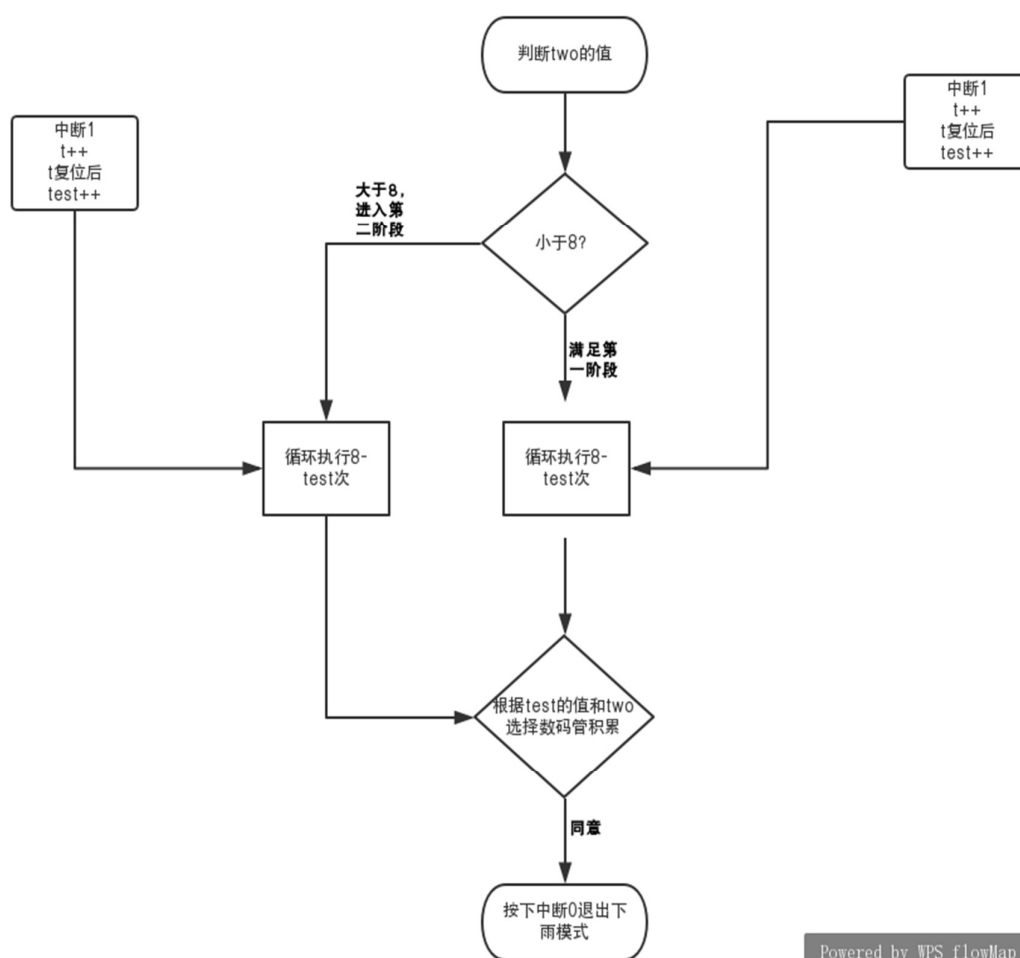 判断two的值
中断1
t++
t复位后
test++
中断1
t++
t复位后
test++
大于8,
进入第
二阶段
小于8?
满足第
一阶段
循环执行8-
test次
循环执行8-
test次
根据test的值和two
选择数码管积累
同意
按下中断0退出下
雨模式
Powered by WPS flowMap